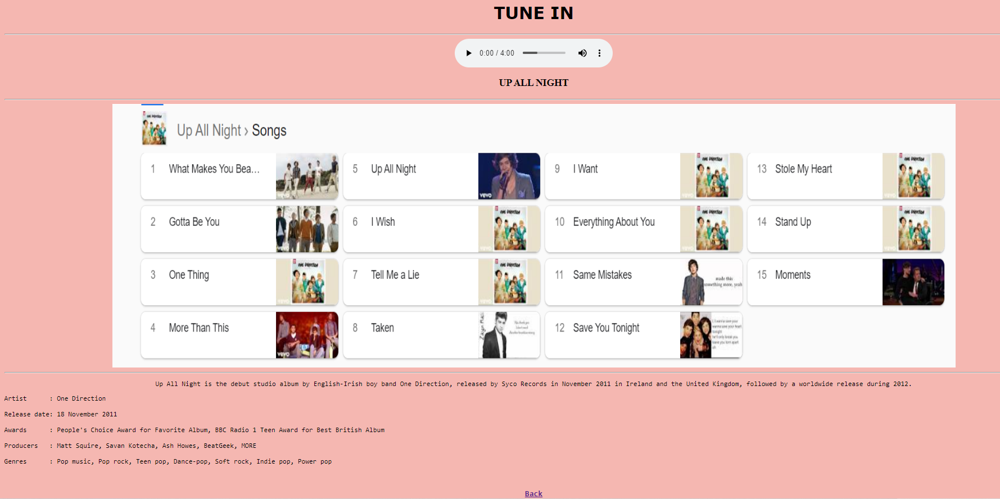 TUNE IN
0:00 / 4:00
UP ALL NIGHT
Up All Night › Songs
1 What Makes You Bea...
2 Gotta Be You
3 One Thing
4 More Than This
vevo
5 Up All Night
vevo
6 I Wish
7 Tell Me a Lie
8 Taken
9 I Want
10 Everything About You
11 Same Mistakes
made this
something more, yeah
12 Save You Tonight
13 Stole My Heart
14 Stand Up
15 Moments
Up All Night is the debut studio album by English-Irish boy band One Direction, released by Syco Records in November 2011 in Ireland and the United Kingdom, followed by a worldwide release during 2012.
Artist : One Direction
Release date: 18 November 2011
Awards : People's Choice Award for Favorite Album, BBC Radio 1 Teen Award for Best British Album
Producers : Matt Squire, Savan Kotecha, Ash Howes, BeatGeek, MORE
Genres : Pop music, Pop rock, Teen pop, Dance-pop, Soft rock, Indie pop, Power pop
Back